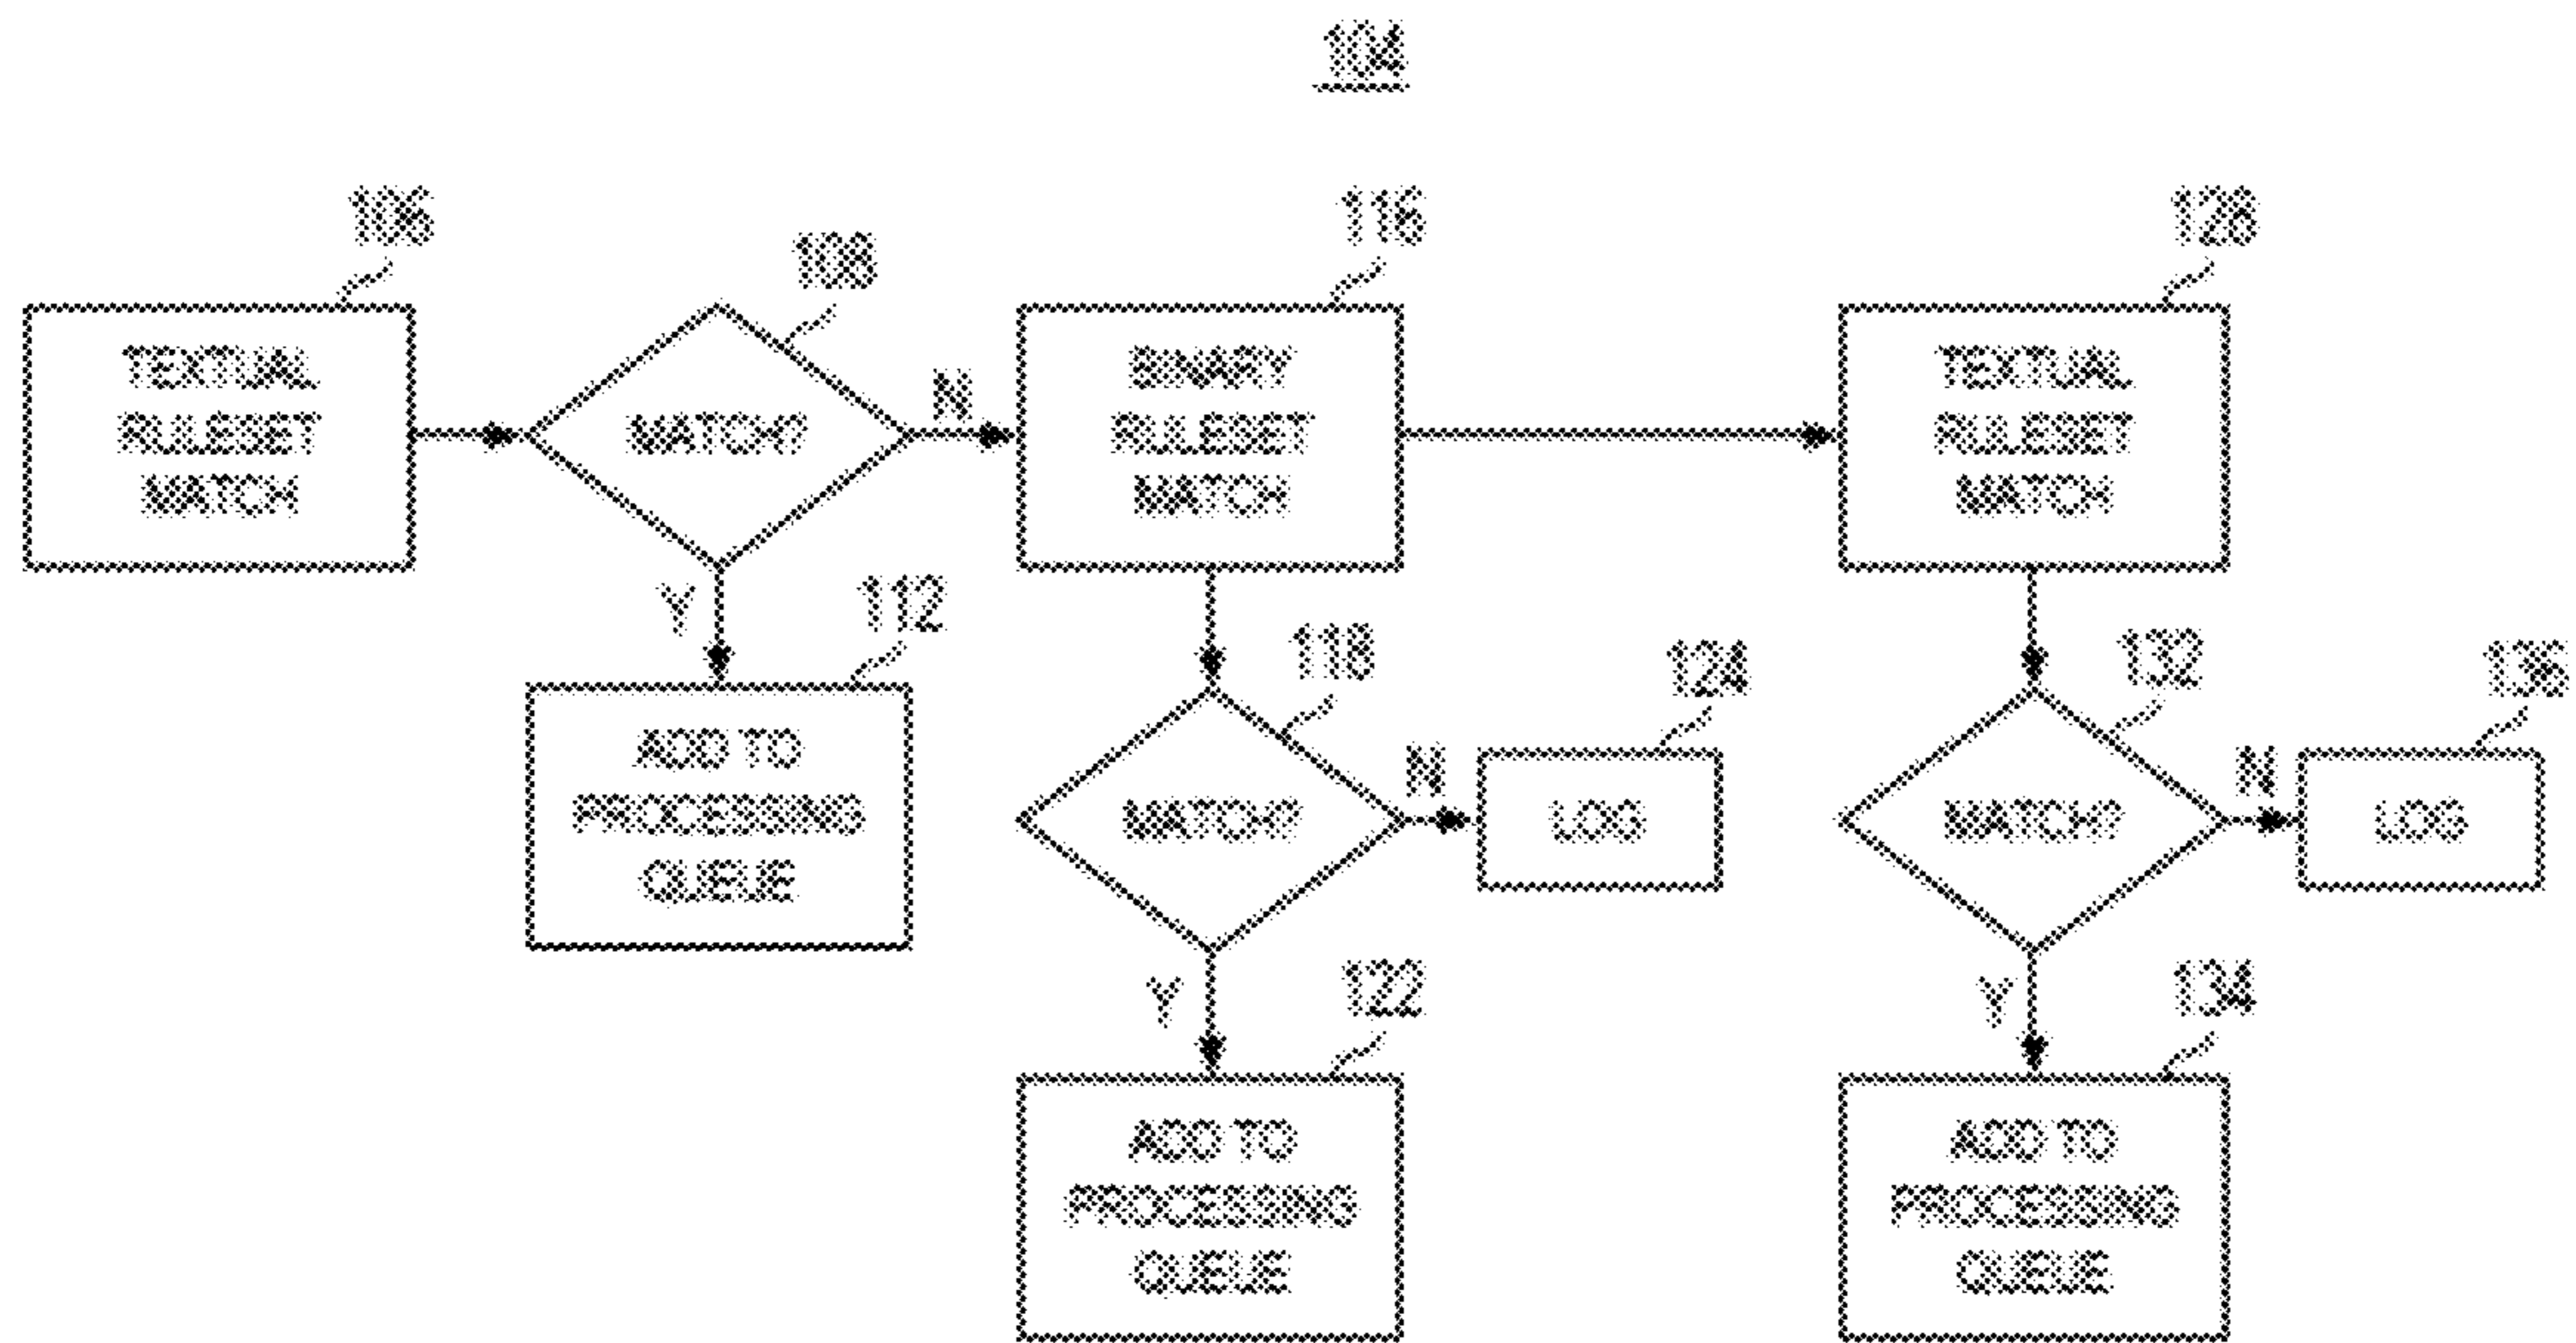 104
106
108
116
128
TEXTUAL
RULESET
MATCH
MATCH?
N
BINARY
RULESET
MATCH
TEXTUAL
RULESET
MATCH
Y
112
118
124
132
136
ADD TO
PROCESSING
QUEUE
MATCH?
N
LOG
MATCH?
N
LOG
Y
122
Y
134
ADD TO
PROCESSING
QUEUE
ADD TO
PROCESSING
QUEUE